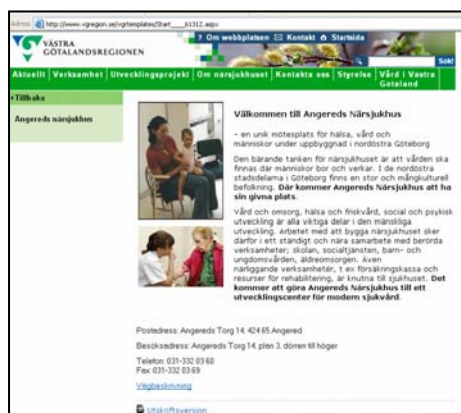 Adress http://www.vgregion.se/vgrtemplates/Start____61312.aspx
? Om webbplatsen Kontakt Startsida
VÄSTRA
GÖTALANDSREGIONEN
Sök!
Aktuellt Verksamhet Utvecklingsprojekt Om närsjukhuset Kontakta oss Styrelse Vård i Västra
Götaland
Tillbaka
Angereds närsjukhus
Välkommen till Angereds Närsjukhus
- en unik mötesplats för hälsa, vård och
människor under uppbyggnad i nordöstra Göteborg
Den bärande tanken för närsjukhuset är att vården ska
finnas där människor bor och verkar. I de nordöstra
stadsdelarna i Göteborg finns en stor och mångkulturell
befolkning. Där kommer Angereds Närsjukhus att ha
sin givna plats.
Vård och omsorg, hälsa och friskvård, social och psykisk
utveckling är alla viktiga delar i den mänskliga
utveckling. Arbetet med att bygga närsjukhuset sker
därför i ett ständigt och nära samarbete med berörda
verksamheter; skolan, socialtjänsten, barn- och
ungdomsvården, äldreomsorgen. Även
närliggande verksamheter, t ex försäkringskassa och
resurser för rehabilitering, är knutna till sjukhuset. Det
kommer att göra Angereds Närsjukhus till ett
utvecklingscenter för modern sjukvård.
Postadress: Angereds Torg 14, 424 65 Angered
Besöksadress: Angereds Torg 14, plan 3, dörren till höger
Telefon: 031-332 03 60
Fax: 031-332 03 69
Vägbeskrivning
Utskriftsversion